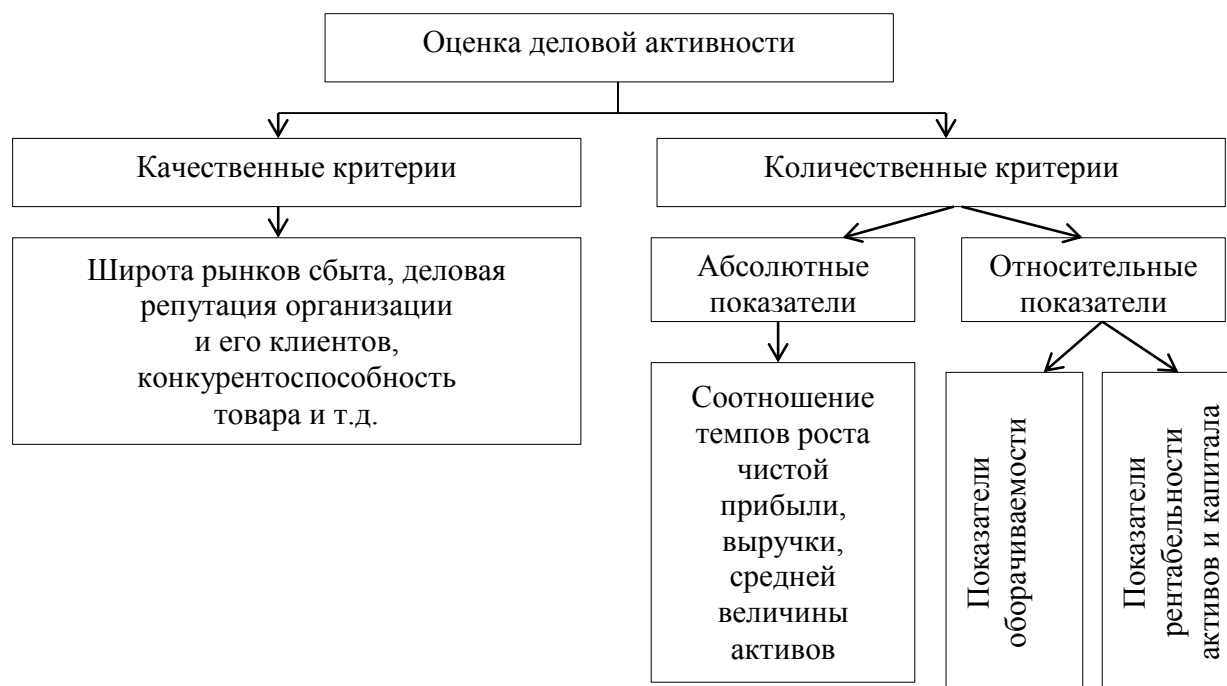 Оценка деловой активности
Качественные критерии
Количественные критерии
Широта рынков сбыта, деловая
репутация организации
и его клиентов,
конкурентоспособность
товара и т.д.
Абсолютные
показатели
Относительные
показатели
Соотношение
темпов роста
чистой
прибыли,
выручки,
средней
величины
активов
Показатели
оборачиваемости
Показатели
рентабельности
активов и капитала